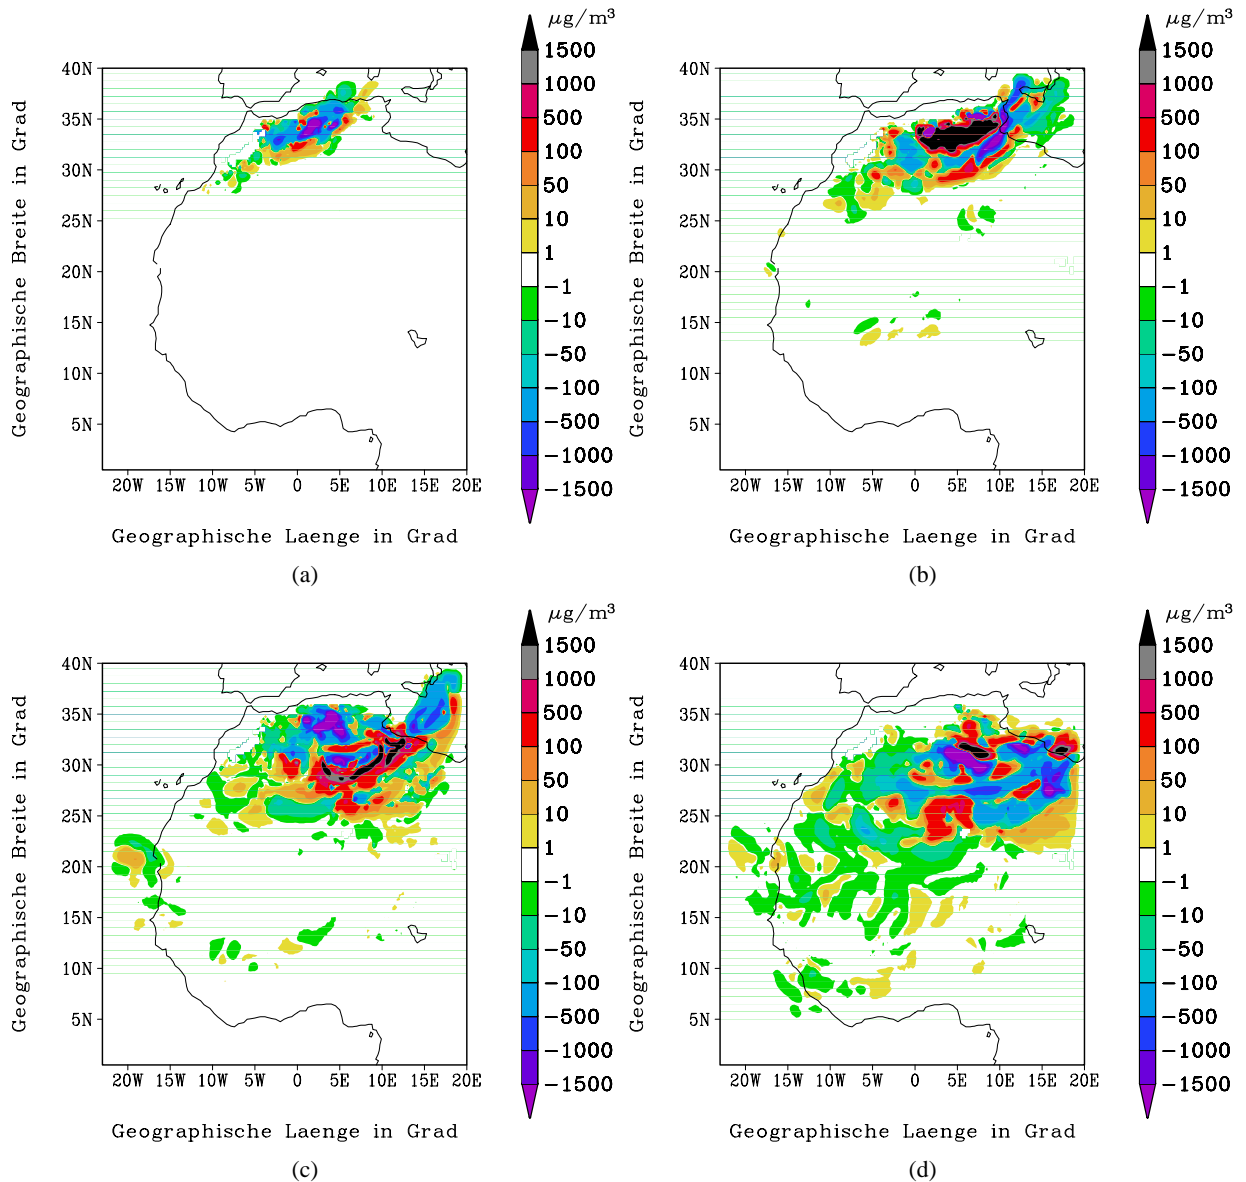 µg/m³
1500
1000
500
100
50
10
1
−1
−10
−50
−100
−500
−1000
−1500
40N
35N
30N
25N
20N
15N
10N
5N
20W 15W 10W 5W 0 5E 10E 15E 20E
Geographische Breite in Grad
Geographische Laenge in Grad
(a)
µg/m³
1500
1000
500
100
50
10
1
−1
−10
−50
−100
−500
−1000
−1500
40N
35N
30N
25N
20N
15N
10N
5N
20W 15W 10W 5W 0 5E 10E 15E 20E
Geographische Breite in Grad
Geographische Laenge in Grad
(b)
µg/m³
1500
1000
500
100
50
10
1
−1
−10
−50
−100
−500
−1000
−1500
40N
35N
30N
25N
20N
15N
10N
5N
20W 15W 10W 5W 0 5E 10E 15E 20E
Geographische Breite in Grad
Geographische Laenge in Grad
(c)
µg/m³
1500
1000
500
100
50
10
1
−1
−10
−50
−100
−500
−1000
−1500
40N
35N
30N
25N
20N
15N
10N
5N
20W 15W 10W 5W 0 5E 10E 15E 20E
Geographische Breite in Grad
Geographische Laenge in Grad
(d)